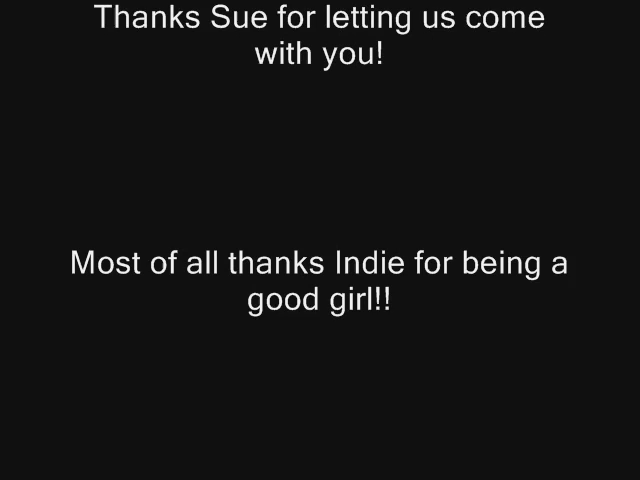 Thanks Sue for letting us come
with you!
Most of all thanks Indie for being a
good girl!!